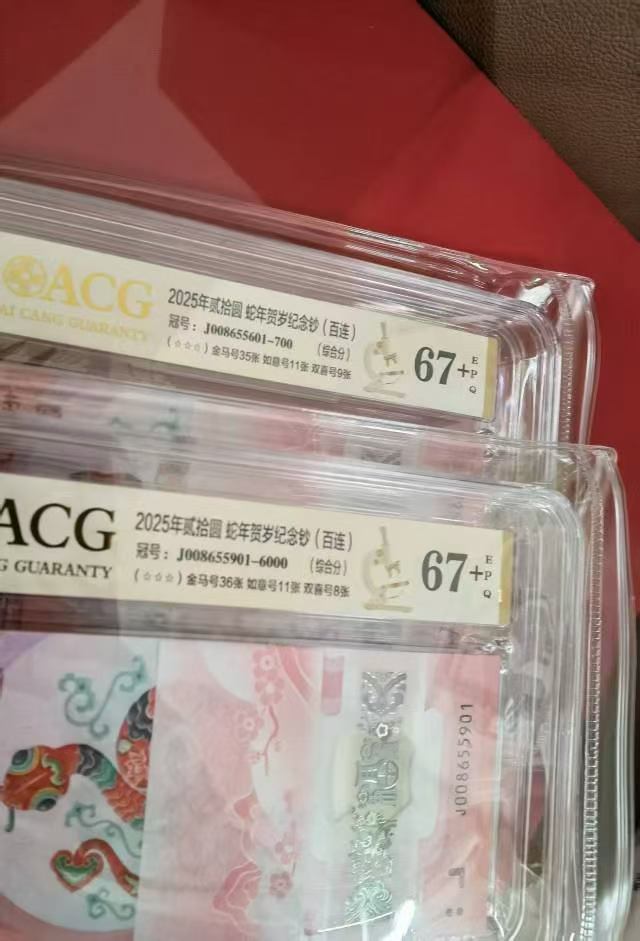 ACG
AI CANG GUARANTY
2025年贰拾圆 蛇年贺岁纪念钞(百连)
冠号:J008655601-700 (综合分)
(☆☆☆) 金马号35张 如意号11张 双喜号9张
67+
EPQ
ACG
G GUARANTY
2025年贰拾圆 蛇年贺岁纪念钞(百连)
冠号:J008655901-6000 (综合分)
(☆☆☆) 金马号36张 如意号11张 双喜号8张
67+
EPQ
J008655901